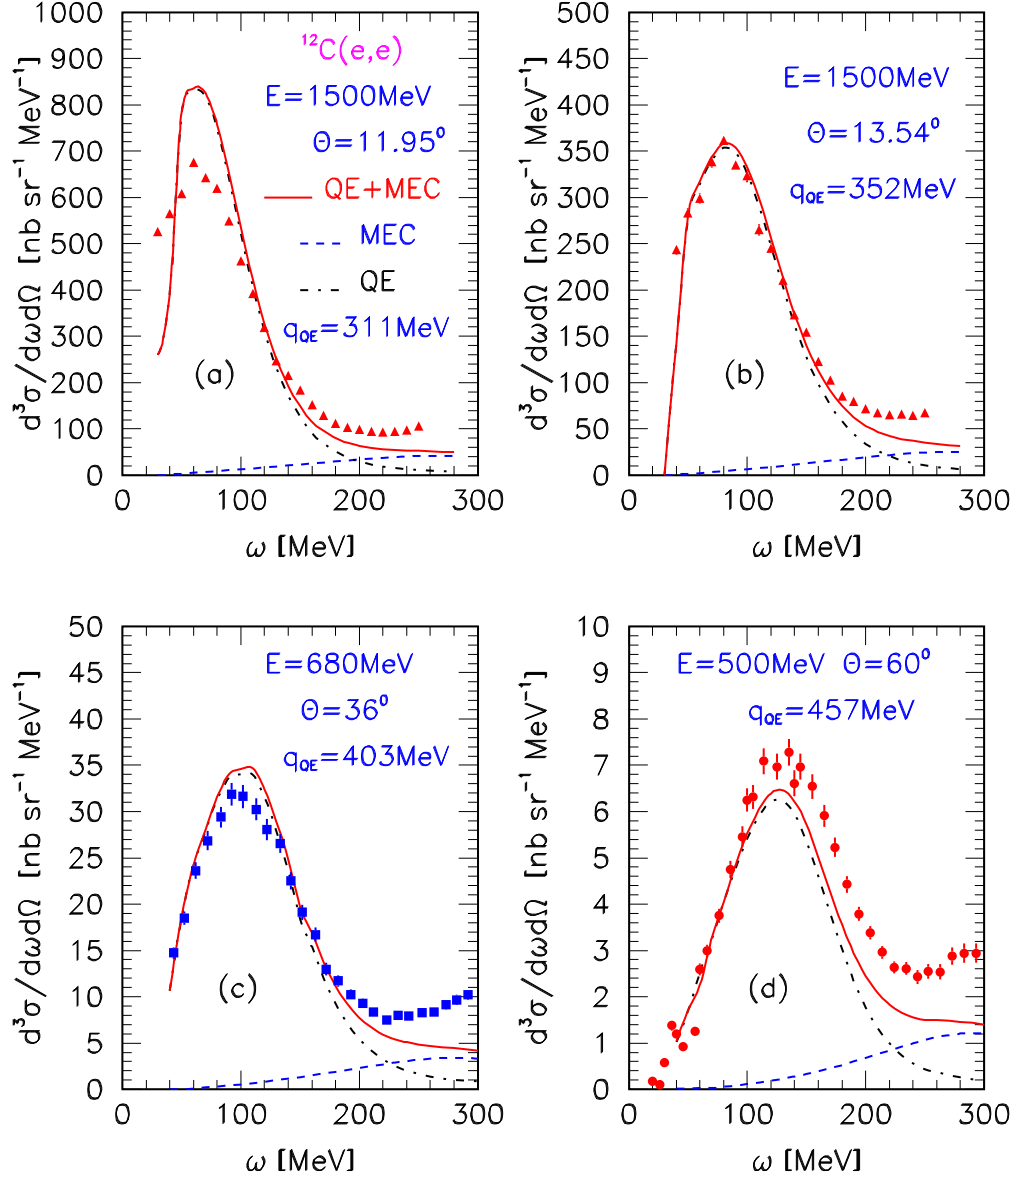 1000
900
800
700
600
500
400
300
200
100
0
0 100 200 300
d³σ/dωdΩ [nb sr⁻¹ MeV⁻¹]
ω [MeV]
¹²C(e,e)
E=1500MeV
Θ=11.95⁰
QE+MEC
MEC
QE
q_QE=311MeV
(a)
500
450
400
350
300
250
200
150
100
50
0
0 100 200 300
d³σ/dωdΩ [nb sr⁻¹ MeV⁻¹]
ω [MeV]
E=1500MeV
Θ=13.54⁰
q_QE=352MeV
(b)
50
45
40
35
30
25
20
15
10
5
0
0 100 200 300
d³σ/dωdΩ [nb sr⁻¹ MeV⁻¹]
ω [MeV]
E=680MeV
Θ=36⁰
q_QE=403MeV
(c)
10
9
8
7
6
5
4
3
2
1
0
0 100 200 300
d³σ/dωdΩ [nb sr⁻¹ MeV⁻¹]
ω [MeV]
E=500MeV Θ=60⁰
q_QE=457MeV
(d)